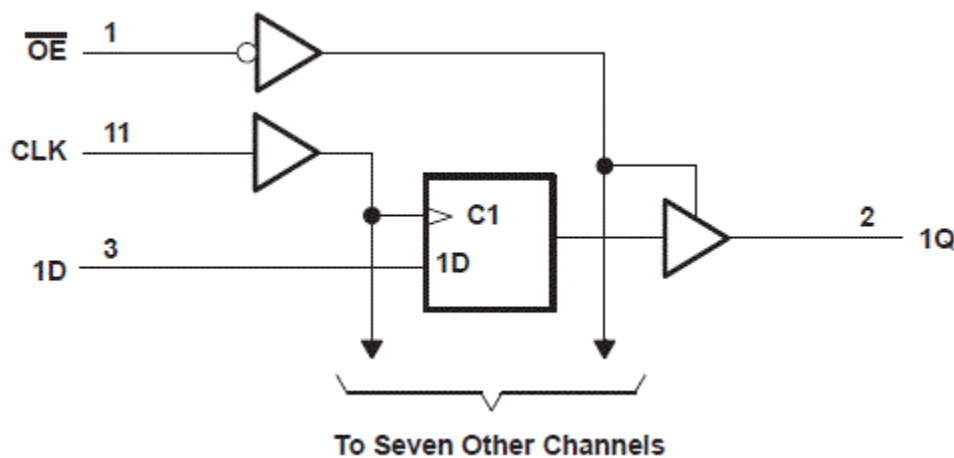 OE 1
CLK 11
C1
2
1Q
1D 3
1D
To Seven Other Channels